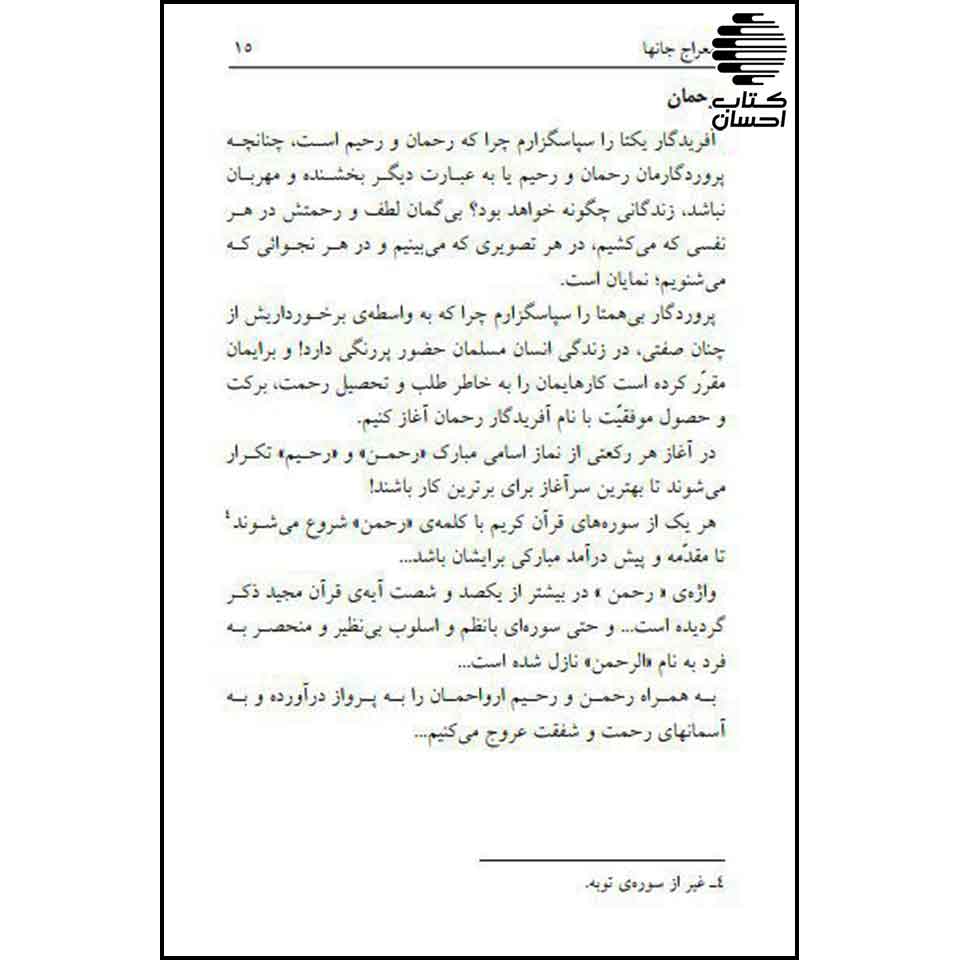 معراج جانها ۱۵
کتاب
احسان
رحمان
آفریدگار یکتا را سپاسگزارم چرا که رحمان و رحیم است، چنانچه
پروردگارمان رحمان و رحیم یا به عبارت دیگر بخشنده و مهربان
نباشد، زندگانی چگونه خواهد بود؟ بی‌گمان لطف و رحمتش در هر
نفسی که می‌کشیم، در هر تصویری که می‌بینیم و در هر نجوائی که
می‌شنویم؛ نمایان است.
پروردگار بی‌همتا را سپاسگزارم چرا که به واسطه‌ی برخورداریش از
چنان صفتی، در زندگی انسان مسلمان حضور پررنگی دارد! و برایمان
مقرّر کرده است کارهایمان را به خاطر طلب و تحصیل رحمت، برکت
و حصول موفقیّت با نام آفریدگار رحمان آغاز کنیم.
در آغاز هر رکعتی از نماز اسامی مبارک «رحمن» و «رحیم» تکرار
می‌شوند تا بهترین سرآغاز برای برترین کار باشند!
هر یک از سوره‌های قرآن کریم با کلمه‌ی «رحمن» شروع می‌شوند٤
تا مقدّمه و پیش درآمد مبارکی برایشان باشد...
واژه‌ی « رحمن » در بیشتر از یکصد و شصت آیه‌ی قرآن مجید ذکر
گردیده است... و حتی سوره‌ای بانظم و اسلوب بی‌نظیر و منحصر به
فرد به نام «الرحمن» نازل شده است...
به همراه رحمن و رحیم ارواحمان را به پرواز درآورده و به
آسمانهای رحمت و شفقت عروج می‌کنیم...
٤ـ غیر از سوره‌ی توبه.